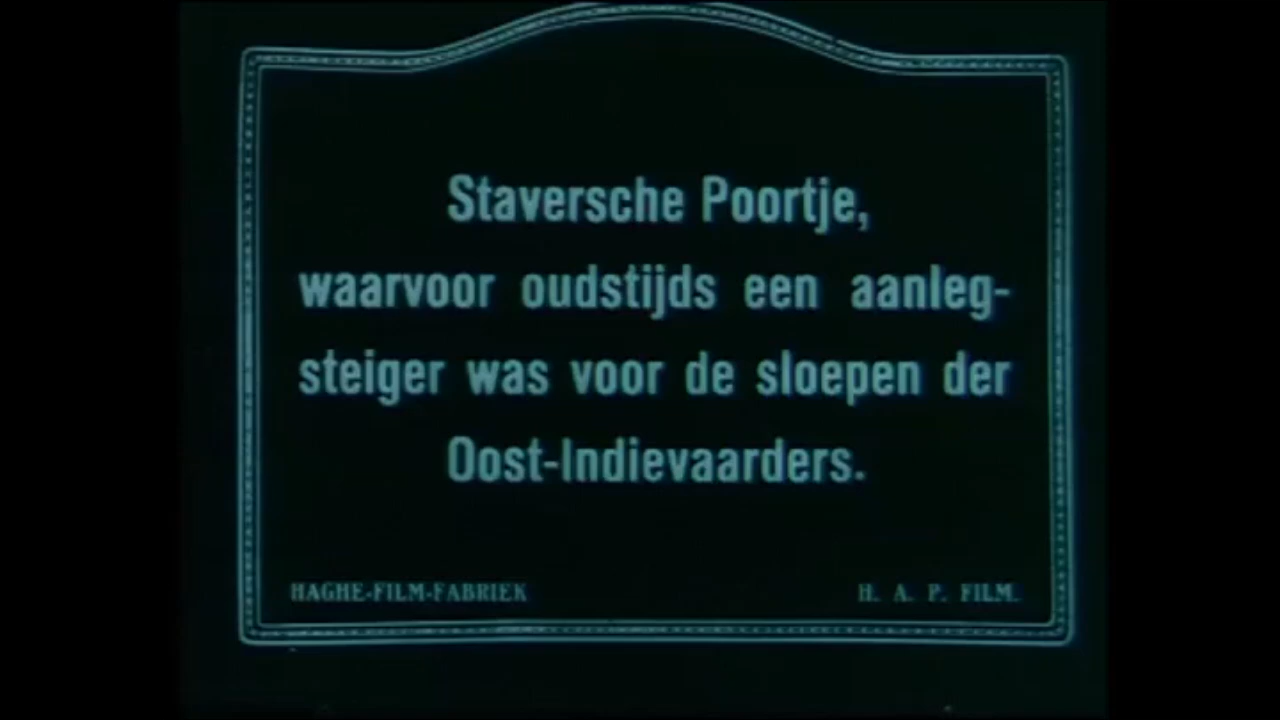 Staversche Poortje,
waarvoor oudstijds een aanleg-
steiger was voor de sloepen der
Oost-Indievaarders.
HAGHE-FILM-FABRIEK H. A. P. FILM.